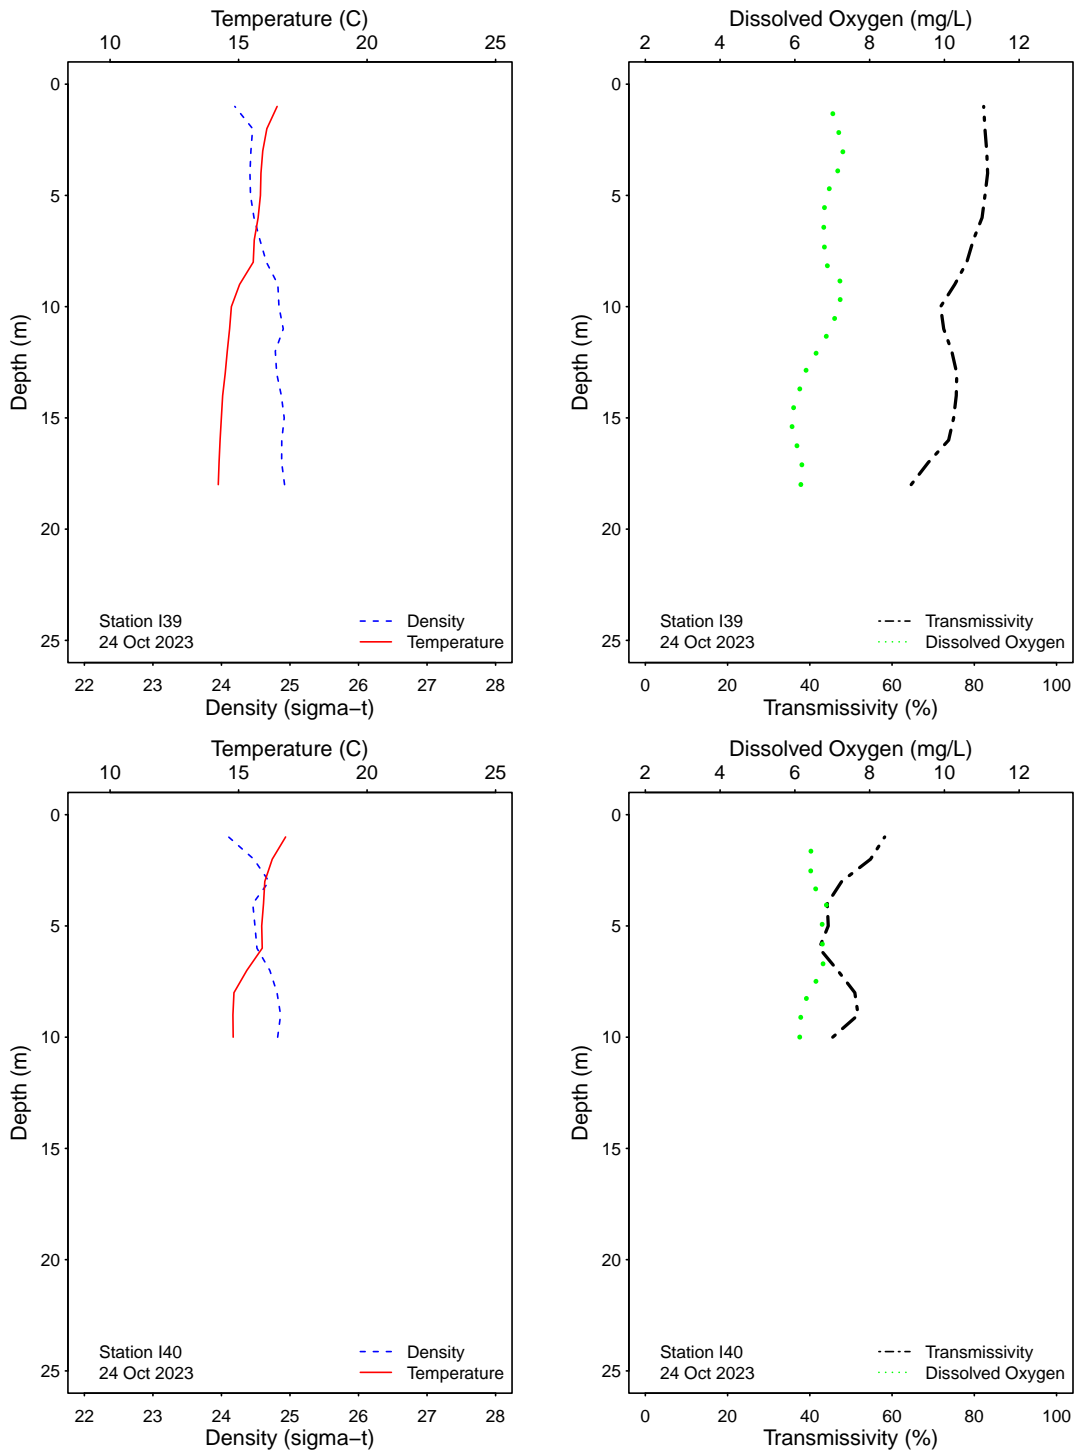 Temperature (C)
10 15 20 25
0
5
10
15
20
25
Depth (m)
Station I39
24 Oct 2023
Density
Temperature
22 23 24 25 26 27 28
Density (sigma−t)
Dissolved Oxygen (mg/L)
2 4 6 8 10 12
0
5
10
15
20
25
Depth (m)
Station I39
24 Oct 2023
Transmissivity
Dissolved Oxygen
0 20 40 60 80 100
Transmissivity (%)
Temperature (C)
10 15 20 25
0
5
10
15
20
25
Depth (m)
Station I40
24 Oct 2023
Density
Temperature
22 23 24 25 26 27 28
Density (sigma−t)
Dissolved Oxygen (mg/L)
2 4 6 8 10 12
0
5
10
15
20
25
Depth (m)
Station I40
24 Oct 2023
Transmissivity
Dissolved Oxygen
0 20 40 60 80 100
Transmissivity (%)